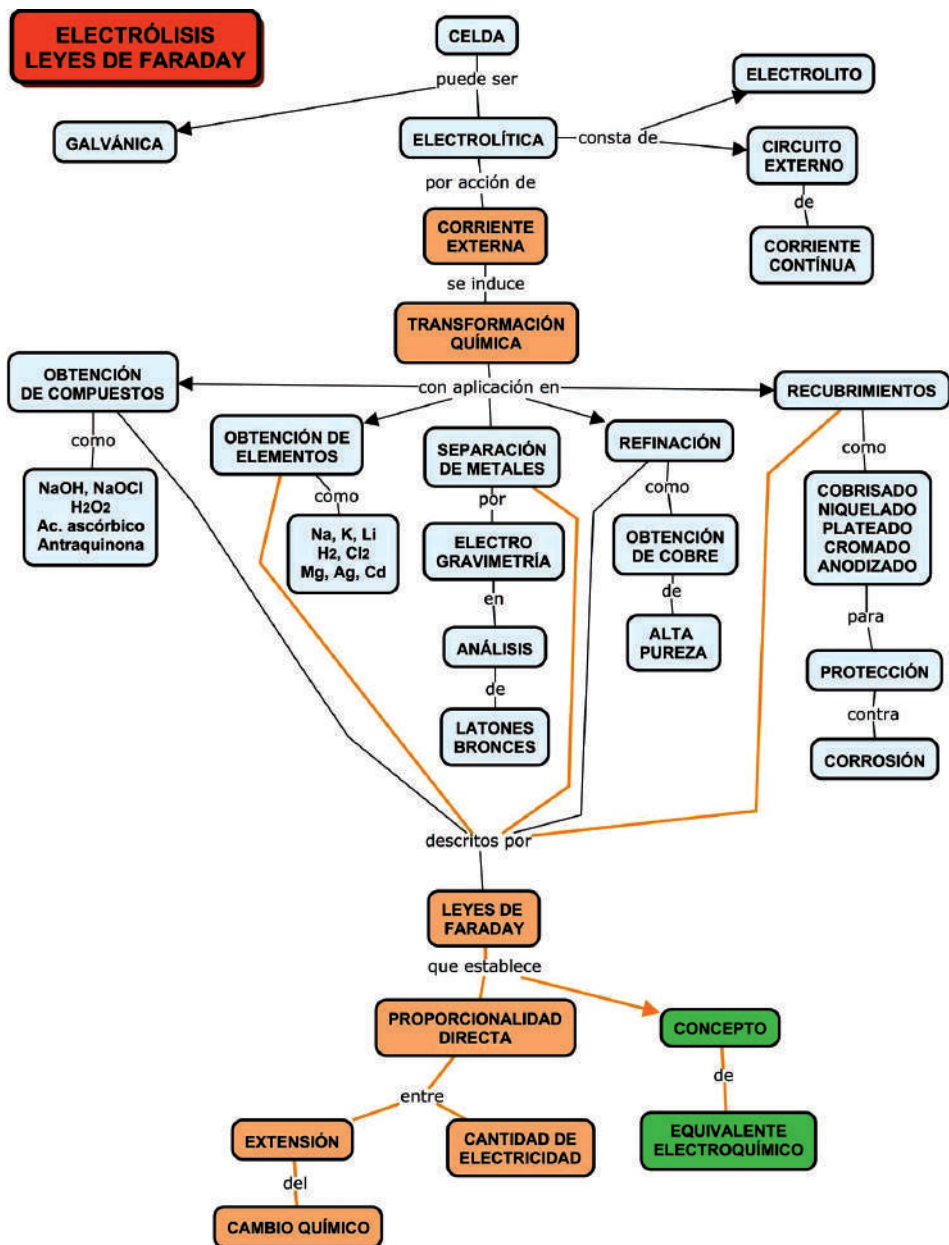 ELECTRÓLISIS
LEYES DE FARADAY
CELDA
puede ser
ELECTROLITO
GALVÁNICA
ELECTROLÍTICA
consta de
CIRCUITO
EXTERNO
por acción de
de
CORRIENTE
EXTERNA
CORRIENTE
CONTÍNUA
se induce
TRANSFORMACIÓN
QUÍMICA
OBTENCIÓN
DE COMPUESTOS
con aplicación en
RECUBRIMIENTOS
como
OBTENCIÓN DE
ELEMENTOS
SEPARACIÓN
DE METALES
REFINACIÓN
como
NaOH, NaOCl
H2O2
Ac. ascórbico
Antraquinona
como
por
como
COBRISADO
NIQUELADO
PLATEADO
CROMADO
ANODIZADO
Na, K, Li
H2, Cl2
Mg, Ag, Cd
ELECTRO
GRAVIMETRÍA
OBTENCIÓN
DE COBRE
en
de
para
ANÁLISIS
ALTA
PUREZA
PROTECCIÓN
de
contra
LATONES
BRONCES
CORROSIÓN
descritos por
LEYES DE
FARADAY
que establece
PROPORCIONALIDAD
DIRECTA
CONCEPTO
entre
de
EXTENSIÓN
CANTIDAD DE
ELECTRICIDAD
EQUIVALENTE
ELECTROQUÍMICO
del
CAMBIO QUÍMICO